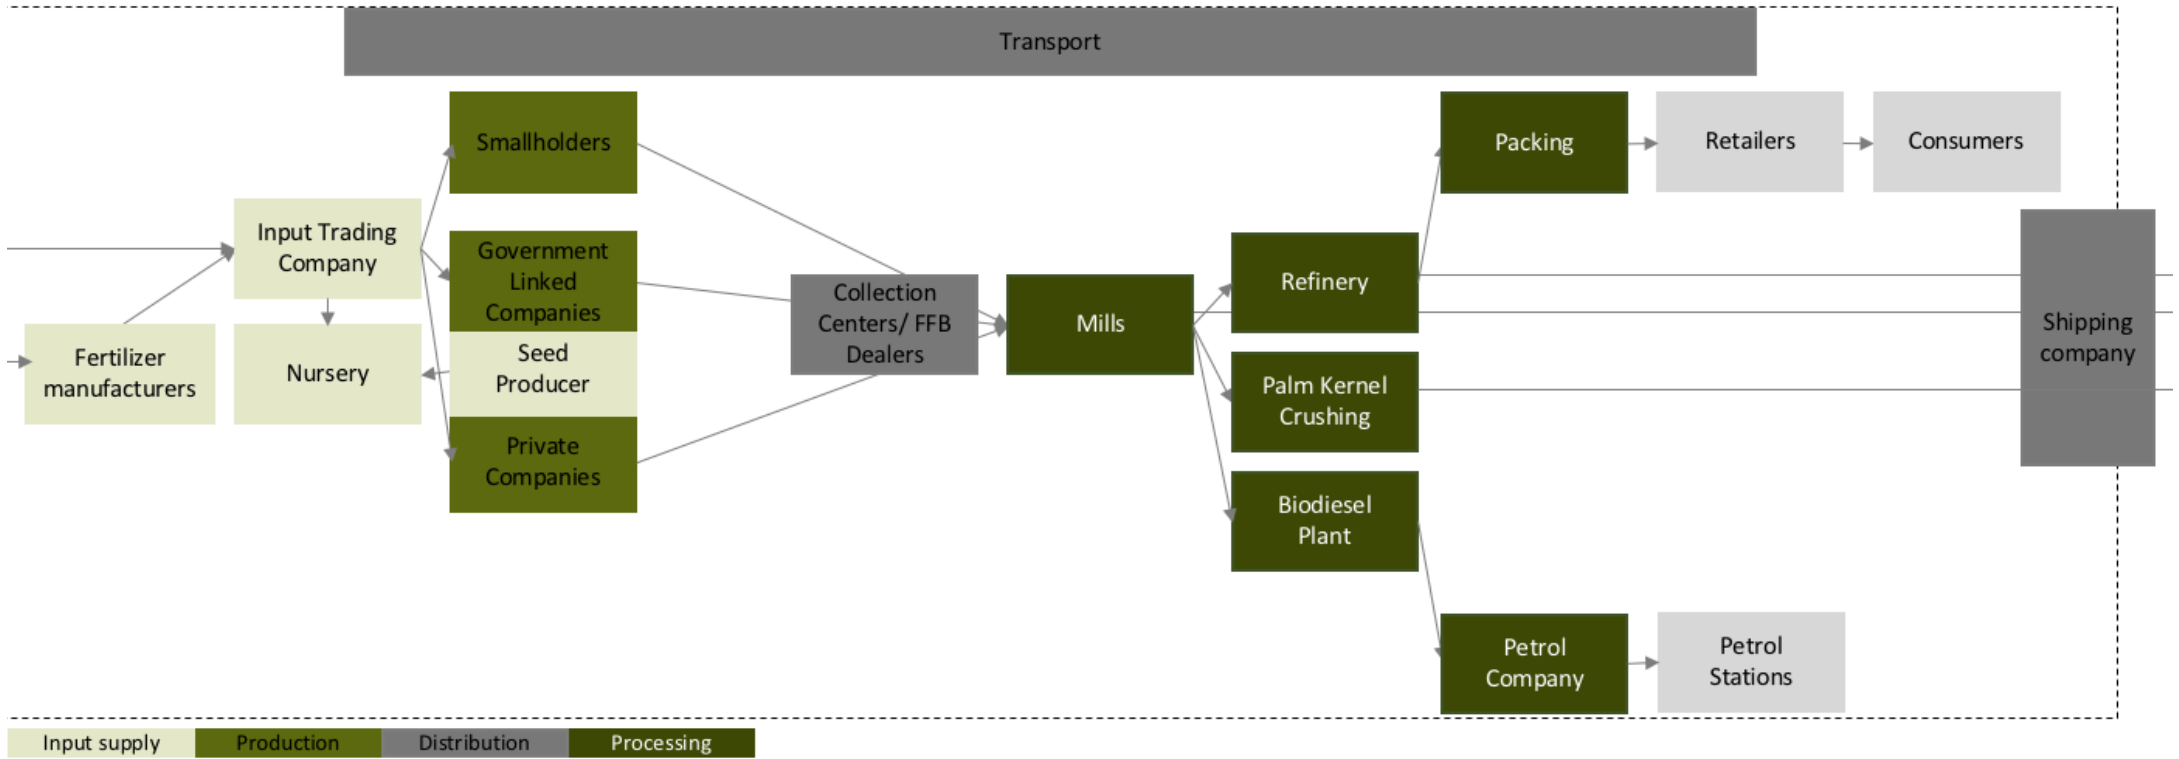 Transport
Smallholders
Packing
Retailers
Consumers
Input Trading
Company
Government
Linked
Companies
Collection
Centers/ FFB
Dealers
Mills
Refinery
Shipping
company
Fertilizer
manufacturers
Nursery
Seed
Producer
Palm Kernel
Crushing
Private
Companies
Biodiesel
Plant
Petrol
Company
Petrol
Stations
Input supply
Production
Distribution
Processing